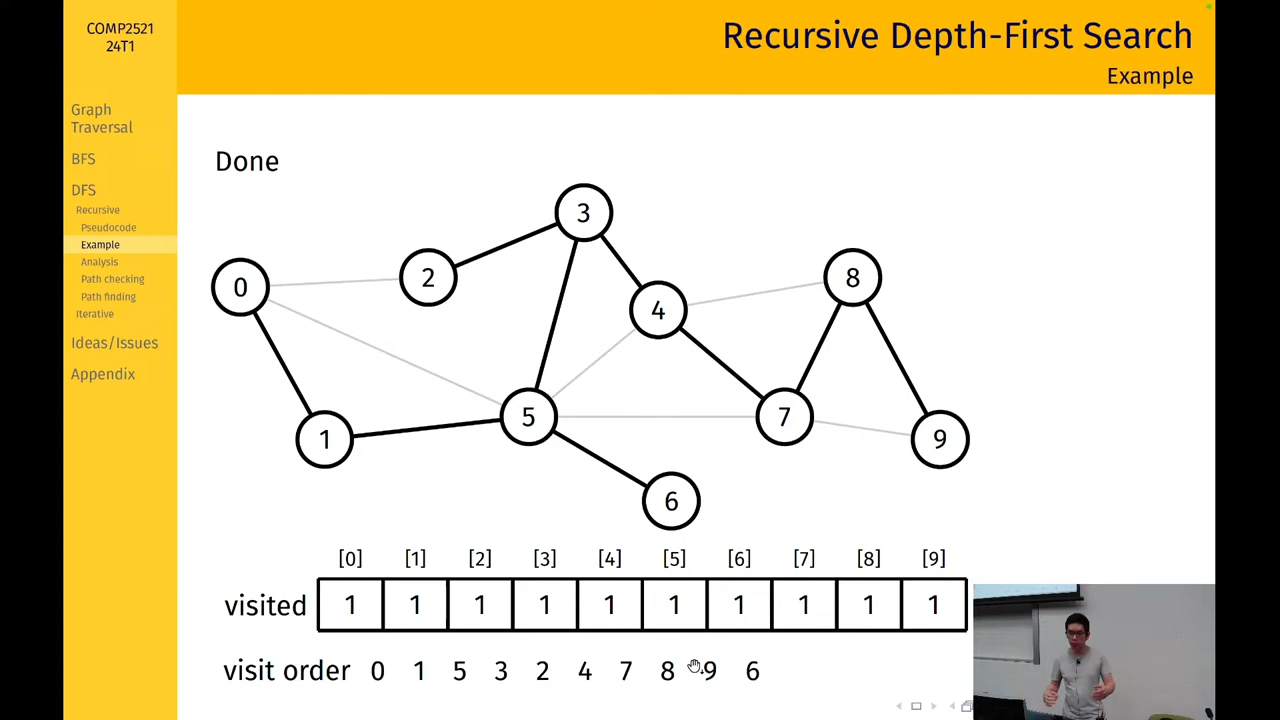 COMP2521
24T1
Recursive Depth-First Search
Example
Graph
Traversal
BFS
DFS
Recursive
Pseudocode
Example
Analysis
Path checking
Path finding
Iterative
Ideas/Issues
Appendix
Done
3
2
8
0
4
5
7
1
9
6
[0] [1] [2] [3] [4] [5] [6] [7] [8] [9]
visited 1 1 1 1 1 1 1 1 1 1
visit order 0 1 5 3 2 4 7 8 9 6